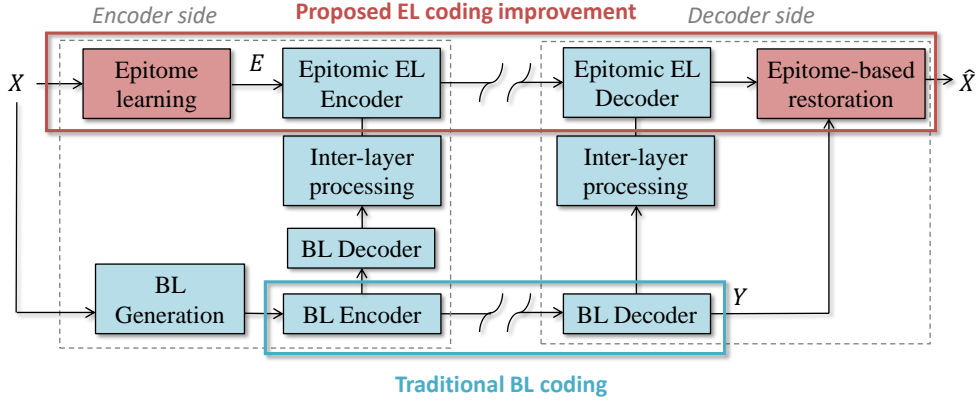 Encoder side
Proposed EL coding improvement
Decoder side
X
Epitome
learning
E
Epitomic EL
Encoder
Epitomic EL
Decoder
Epitome-based
restoration
X̂
Inter-layer
processing
Inter-layer
processing
BL Decoder
BL
Generation
BL Encoder
BL Decoder
Y
Traditional BL coding